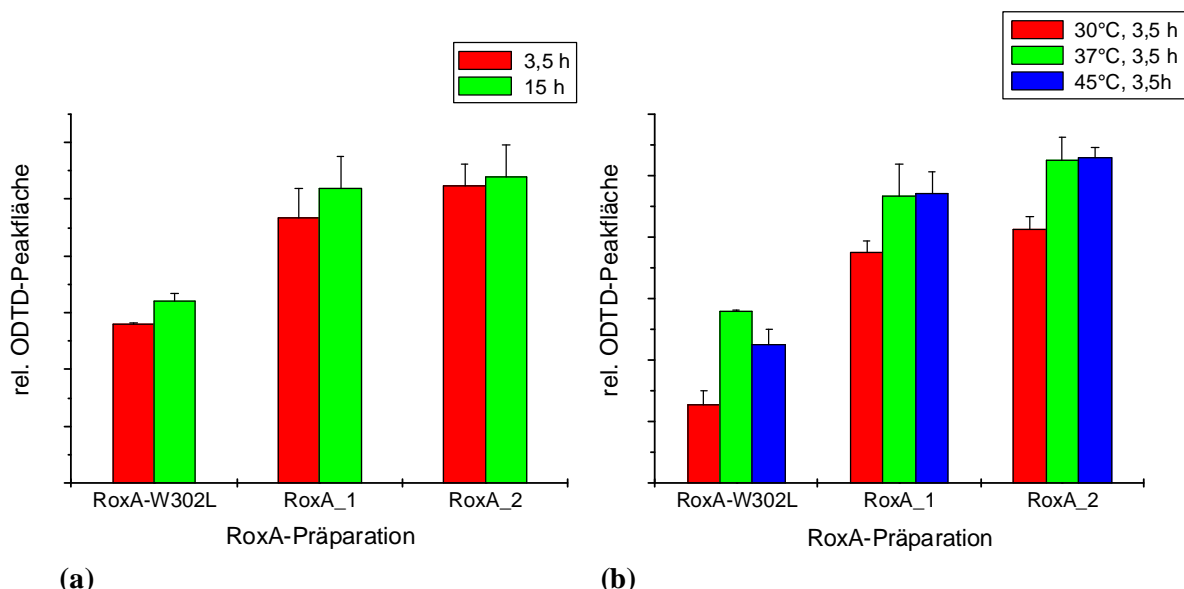 3,5 h
15 h
rel. ODTD-Peakfläche
RoxA-W302L
RoxA_1
RoxA_2
RoxA-Präparation
(a)
30°C, 3,5 h
37°C, 3,5 h
45°C, 3,5h
rel. ODTD-Peakfläche
RoxA-W302L
RoxA_1
RoxA_2
RoxA-Präparation
(b)